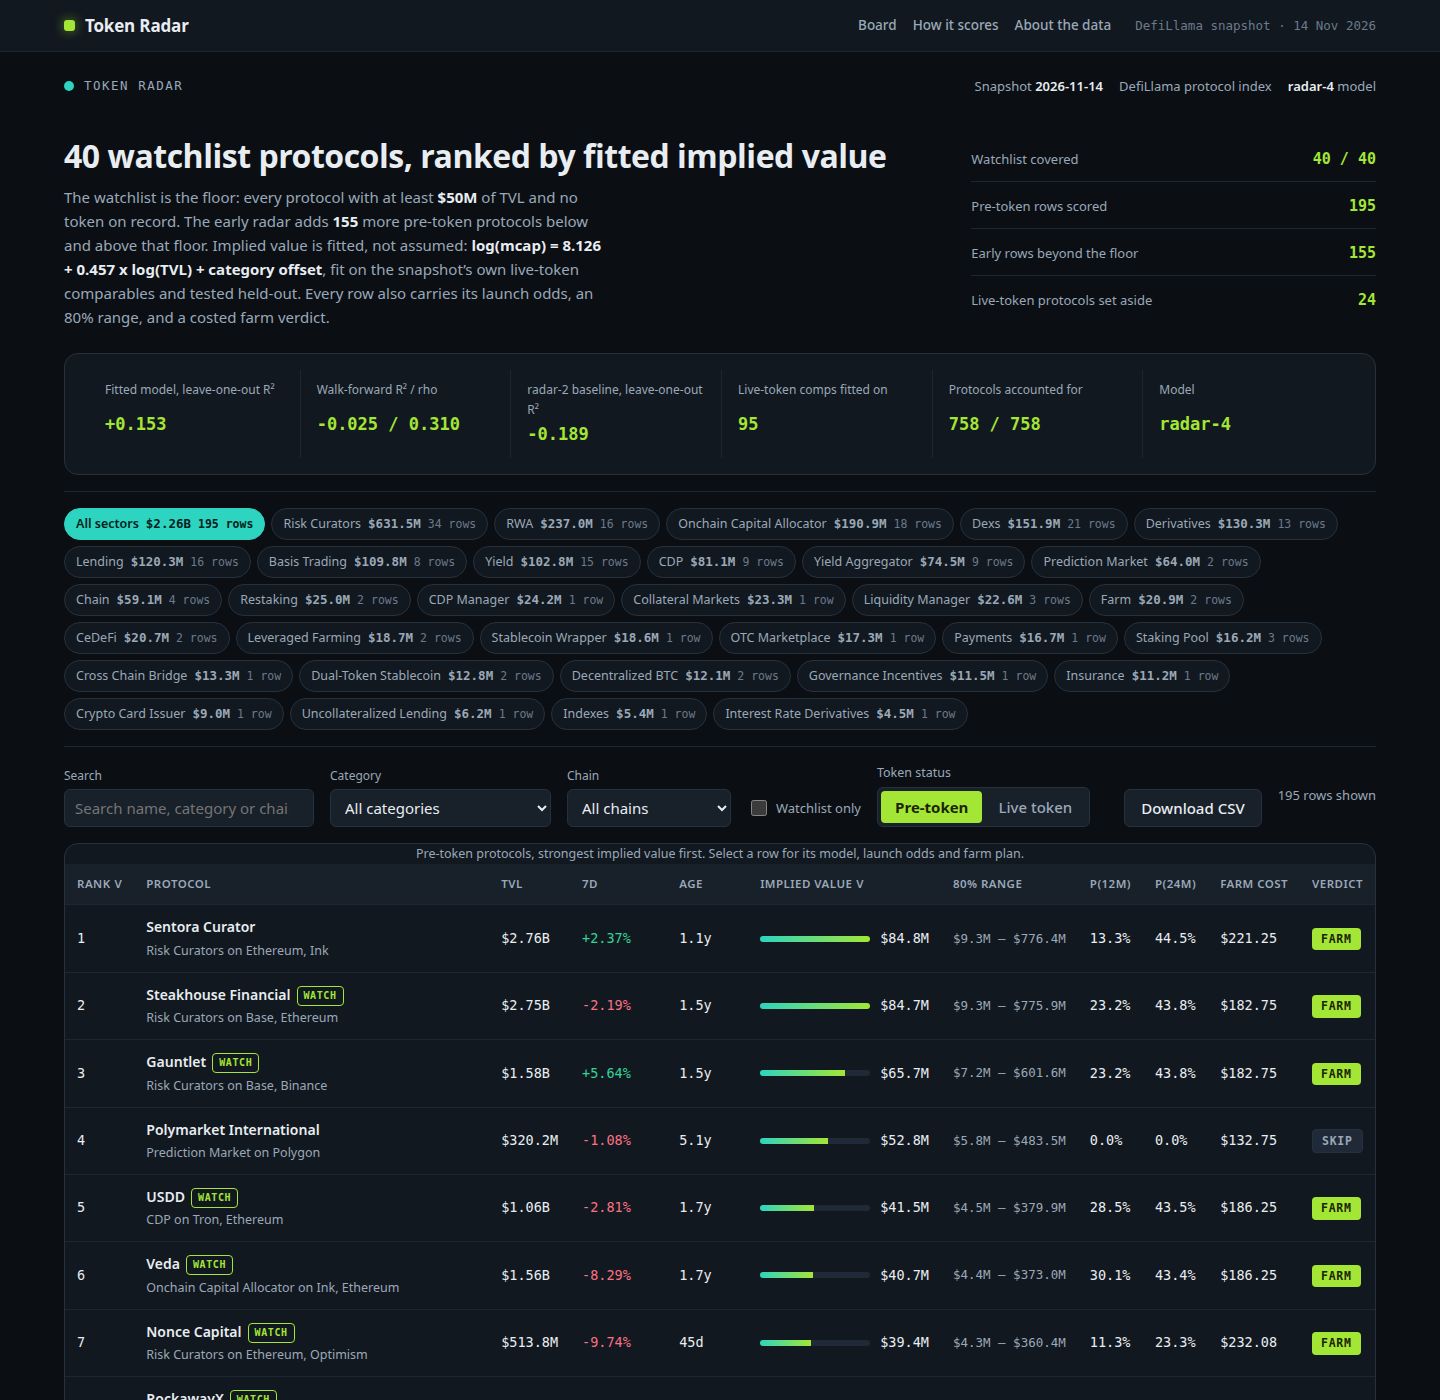 Token Radar
Board How it scores About the data DefiLlama snapshot · 14 Nov 2026
TOKEN RADAR
Snapshot 2026-11-14 DefiLlama protocol index radar-4 model
40 watchlist protocols, ranked by fitted implied value
The watchlist is the floor: every protocol with at least $50M of TVL and no
token on record. The early radar adds 155 more pre-token protocols below
and above that floor. Implied value is fitted, not assumed: log(mcap) = 8.126
+ 0.457 x log(TVL) + category offset, fit on the snapshot's own live-token
comparables and tested held-out. Every row also carries its launch odds, an
80% range, and a costed farm verdict.
Watchlist covered 40 / 40
Pre-token rows scored 195
Early rows beyond the floor 155
Live-token protocols set aside 24
Fitted model, leave-one-out R²
+0.153
Walk-forward R² / rho
-0.025 / 0.310
radar-2 baseline, leave-one-out
R²
-0.189
Live-token comps fitted on
95
Protocols accounted for
758 / 758
Model
radar-4
All sectors $2.26B 195 rows Risk Curators $631.5M 34 rows RWA $237.0M 16 rows Onchain Capital Allocator $190.9M 18 rows Dexs $151.9M 21 rows Derivatives $130.3M 13 rows
Lending $120.3M 16 rows Basis Trading $109.8M 8 rows Yield $102.8M 15 rows CDP $81.1M 9 rows Yield Aggregator $74.5M 9 rows Prediction Market $64.0M 2 rows
Chain $59.1M 4 rows Restaking $25.0M 2 rows CDP Manager $24.2M 1 row Collateral Markets $23.3M 1 row Liquidity Manager $22.6M 3 rows Farm $20.9M 2 rows
CeDeFi $20.7M 2 rows Leveraged Farming $18.7M 2 rows Stablecoin Wrapper $18.6M 1 row OTC Marketplace $17.3M 1 row Payments $16.7M 1 row Staking Pool $16.2M 3 rows
Cross Chain Bridge $13.3M 1 row Dual-Token Stablecoin $12.8M 2 rows Decentralized BTC $12.1M 2 rows Governance Incentives $11.5M 1 row Insurance $11.2M 1 row
Crypto Card Issuer $9.0M 1 row Uncollateralized Lending $6.2M 1 row Indexes $5.4M 1 row Interest Rate Derivatives $4.5M 1 row
Search Category Chain Token status
Search name, category or chai All categories All chains Watchlist only Pre-token Live token Download CSV 195 rows shown
Pre-token protocols, strongest implied value first. Select a row for its model, launch odds and farm plan.
RANK V PROTOCOL TVL 7D AGE IMPLIED VALUE V 80% RANGE P(12M) P(24M) FARM COST VERDICT
1 Sentora Curator $2.76B +2.37% 1.1y $84.8M $9.3M – $776.4M 13.3% 44.5% $221.25 FARM
Risk Curators on Ethereum, Ink
2 Steakhouse Financial WATCH $2.75B -2.19% 1.5y $84.7M $9.3M – $775.9M 23.2% 43.8% $182.75 FARM
Risk Curators on Base, Ethereum
3 Gauntlet WATCH $1.58B +5.64% 1.5y $65.7M $7.2M – $601.6M 23.2% 43.8% $182.75 FARM
Risk Curators on Base, Binance
4 Polymarket International $320.2M -1.08% 5.1y $52.8M $5.8M – $483.5M 0.0% 0.0% $132.75 SKIP
Prediction Market on Polygon
5 USDD WATCH $1.06B -2.81% 1.7y $41.5M $4.5M – $379.9M 28.5% 43.5% $186.25 FARM
CDP on Tron, Ethereum
6 Veda WATCH $1.56B -8.29% 1.7y $40.7M $4.4M – $373.0M 30.1% 43.4% $186.25 FARM
Onchain Capital Allocator on Ink, Ethereum
7 Nonce Capital WATCH $513.8M -9.74% 45d $39.4M $4.3M – $360.4M 11.3% 23.3% $232.08 FARM
Risk Curators on Ethereum, Optimism
RockawayX WATCH